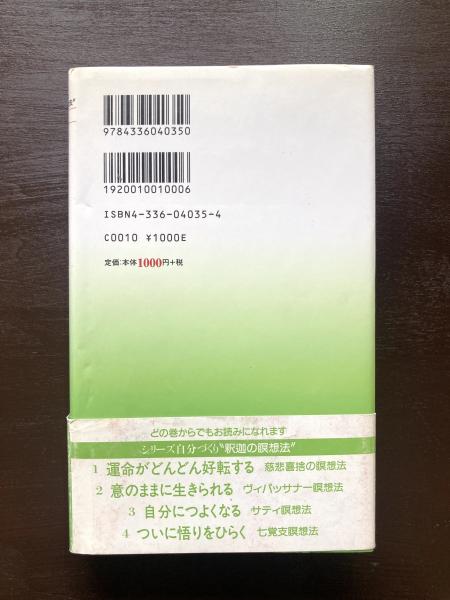 9784336040350
1920010010006
ISBN4-336-04035-4
C0010 ¥1000E
定価:本体1000円+税
どの巻からでもお読みになれます
シリーズ自分づくり“釈迦の瞑想法”
1 運命がどんどん好転する 慈悲喜捨の瞑想法
2 意のままに生きられる ヴィパッサナー瞑想法
3 自分につよくなる サティ瞑想法
4 ついに悟りをひらく 七覚支瞑想法